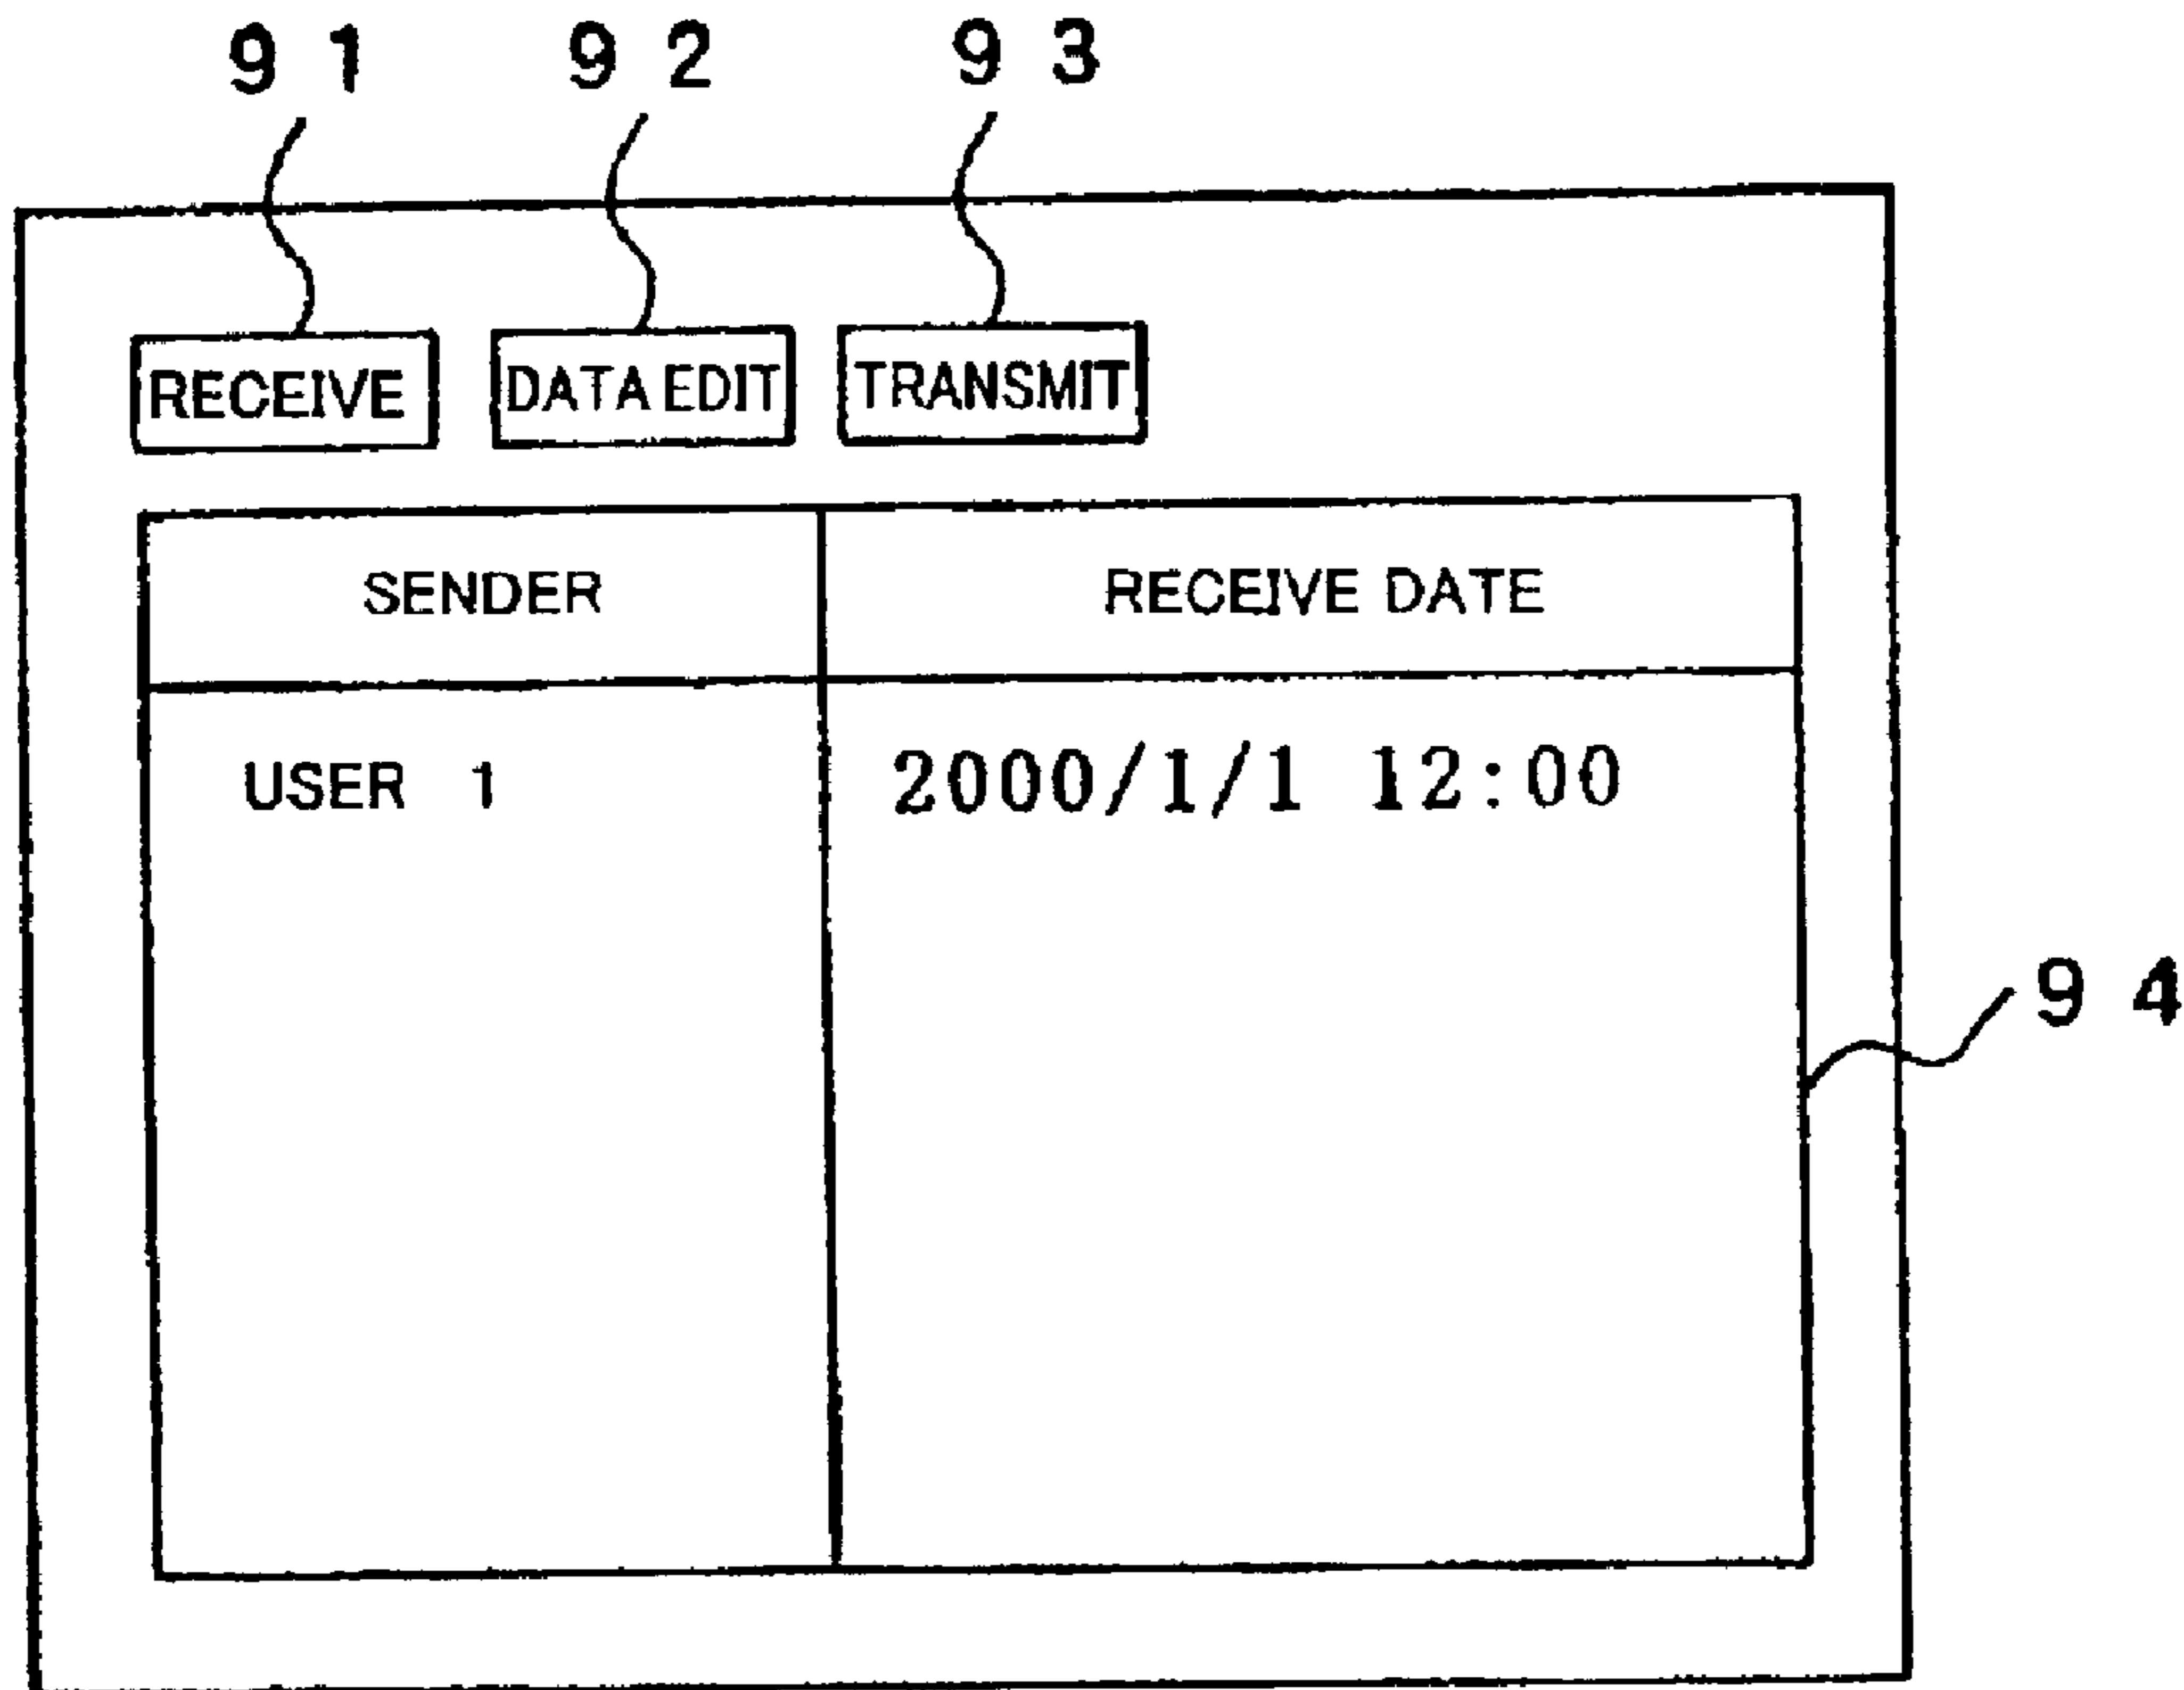 91 92 93
RECEIVE DATA EDIT TRANSMIT
SENDER RECEIVE DATE
USER 1 2000/1/1 12:00
94